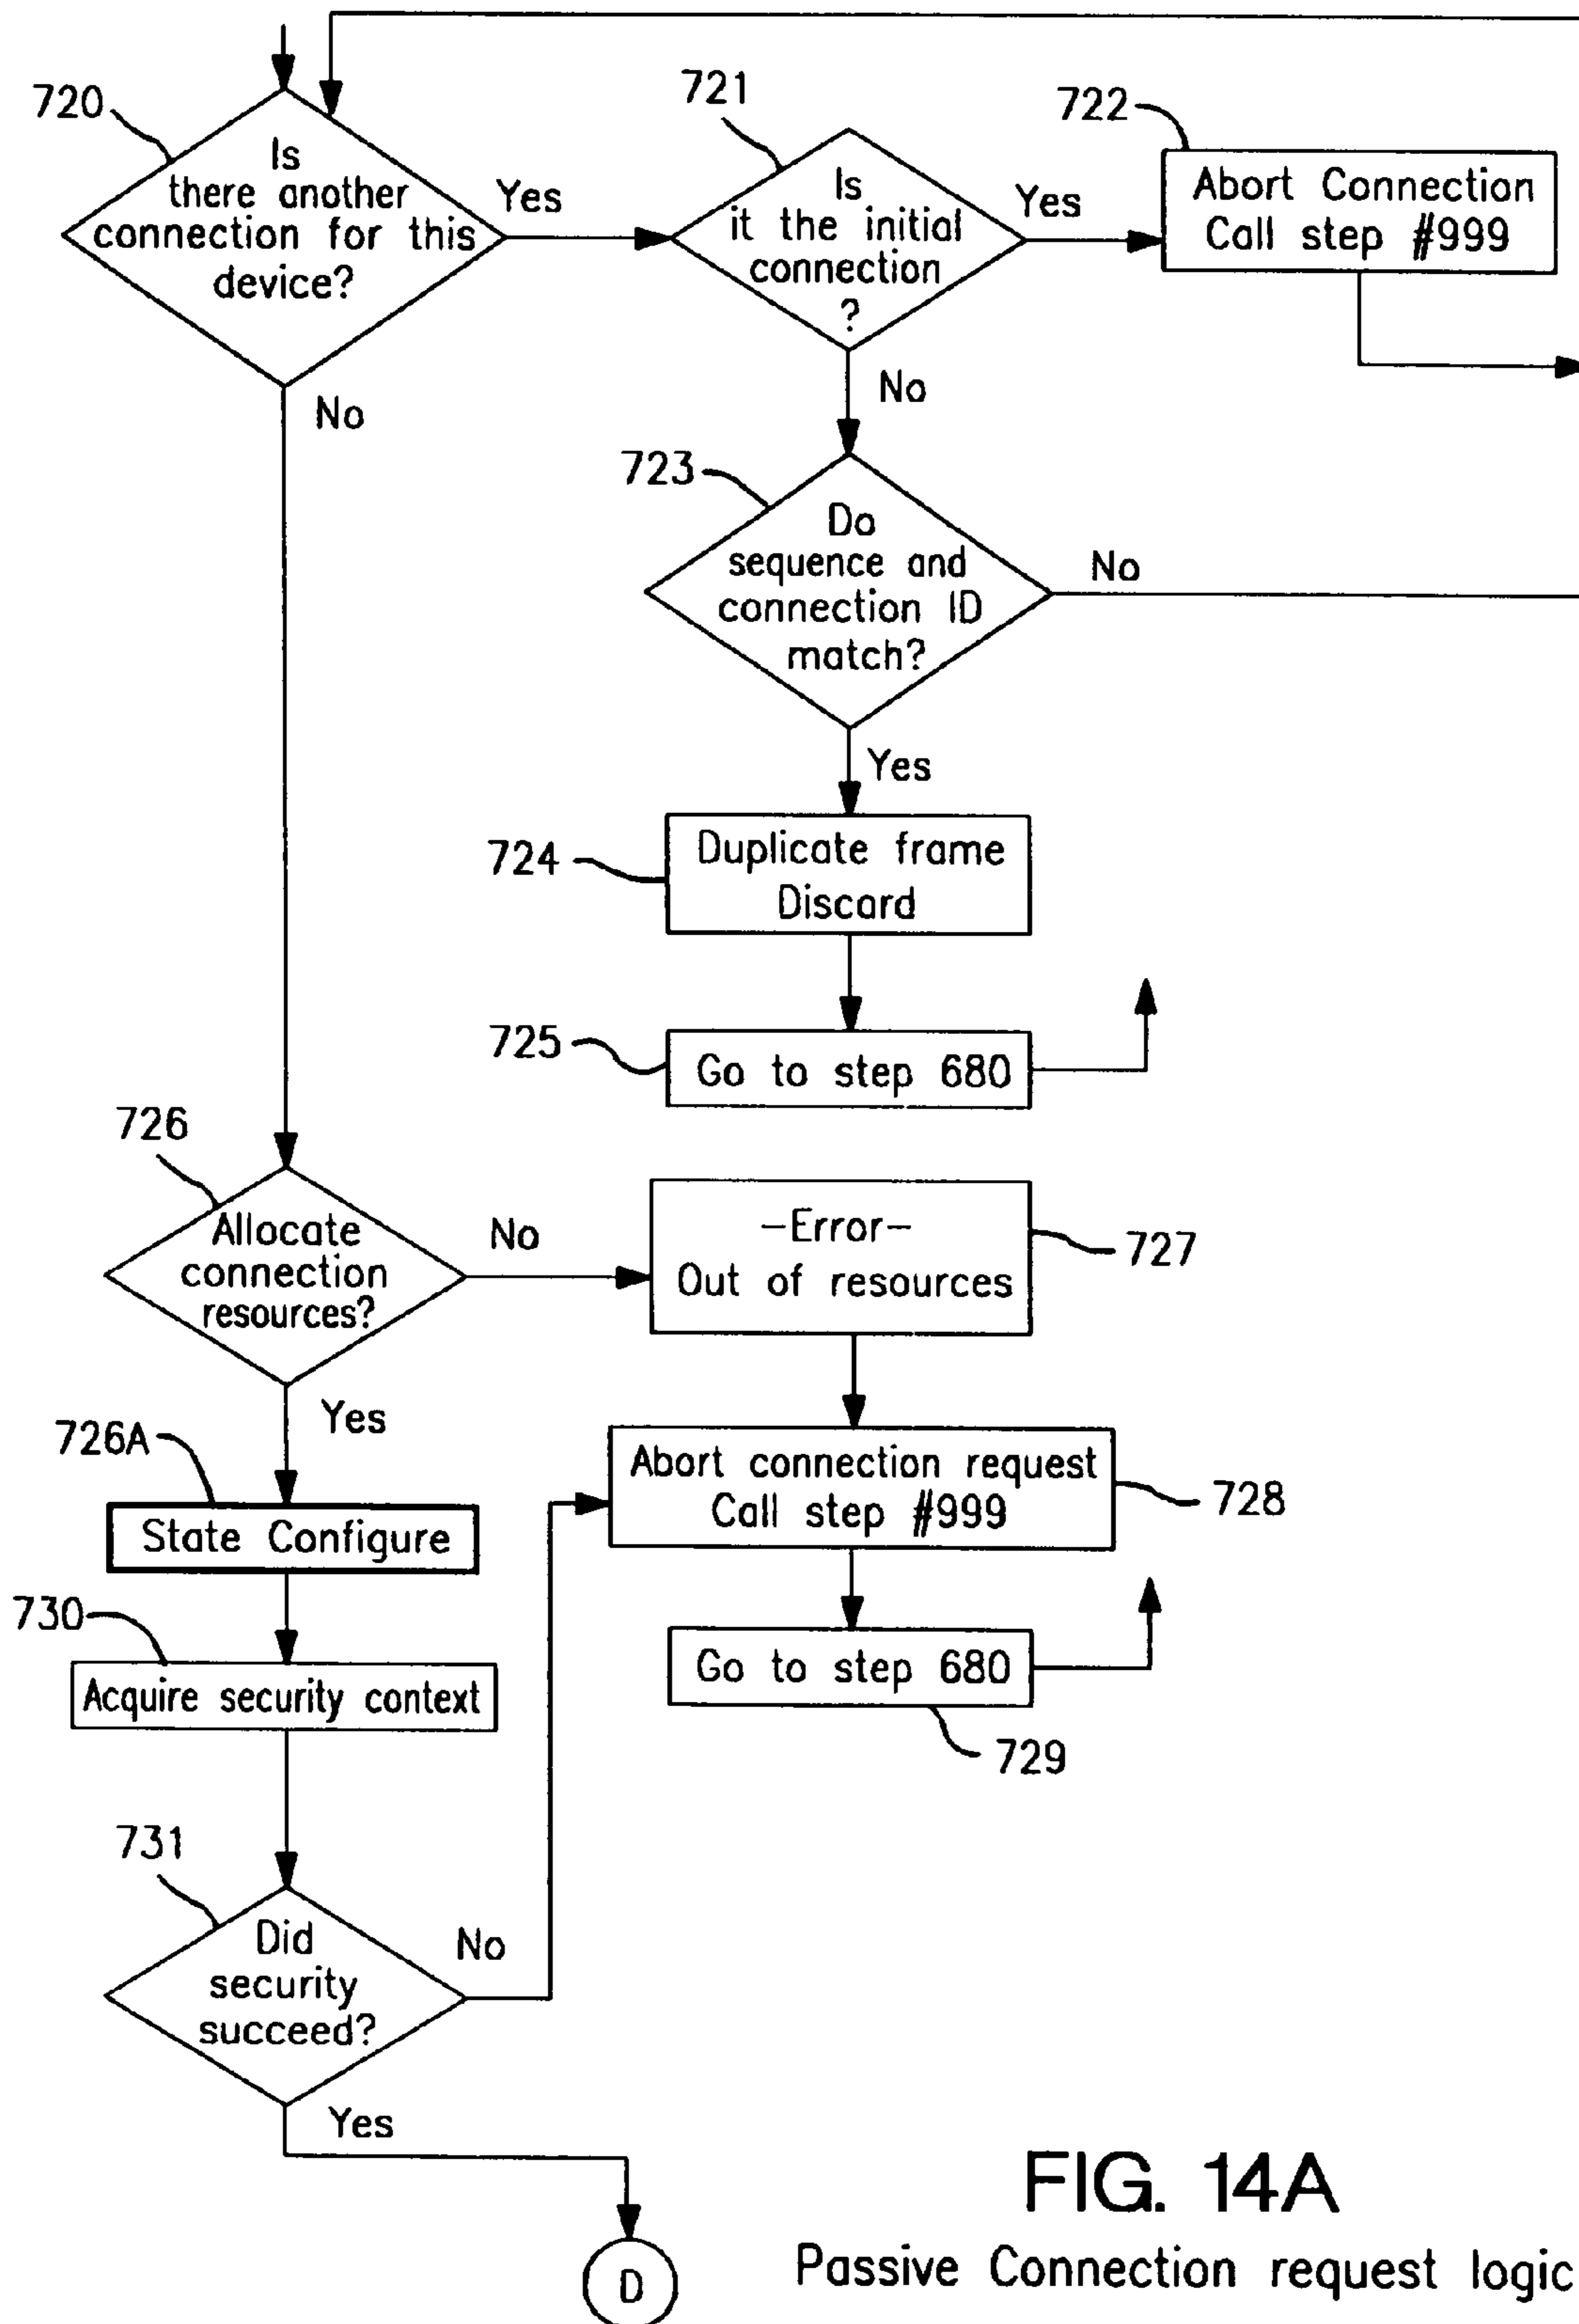 720
Is
there another
connection for this
device?
Yes
No
721
Is
it the initial
connection
?
Yes
No
722
Abort Connection
Call step #999
723
Do
sequence and
connection ID
match?
No
Yes
724
Duplicate frame
Discard
725
Go to step 680
726
Allocate
connection
resources?
No
Yes
-Error-
Out of resources
727
726A
State Configure
Abort connection request
Call step #999
728
730
Acquire security context
Go to step 680
729
731
Did
security
succeed?
No
Yes
D
FIG. 14A
Passive Connection request logic